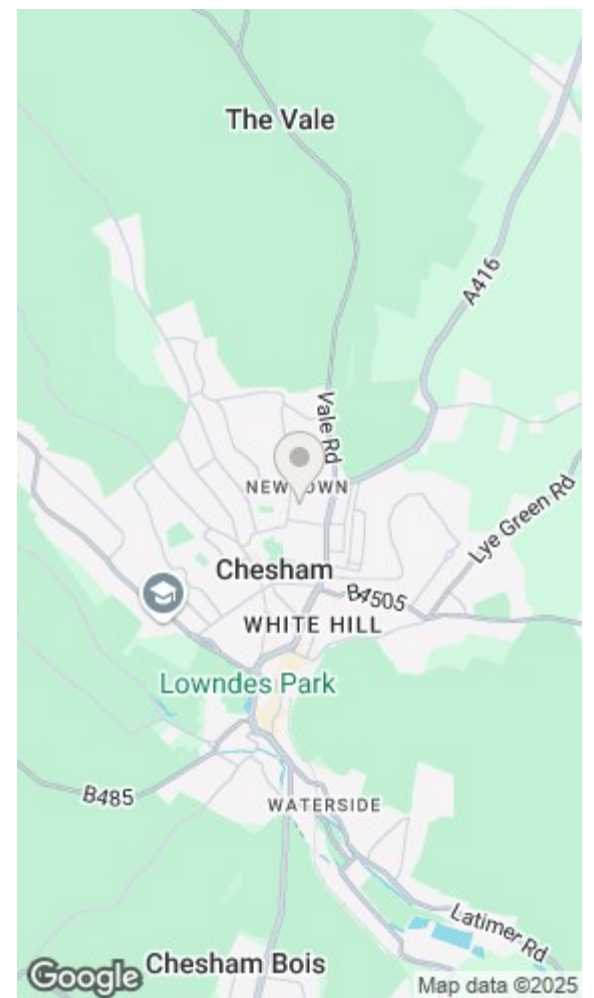 The Vale
A416
Vale Rd
NEWTOWN
Lye Green Rd
Chesham
B4505
WHITE HILL
Lowndes Park
B485
WATERSIDE
Latimer Rd
Chesham Bois
Google
Map data ©2025